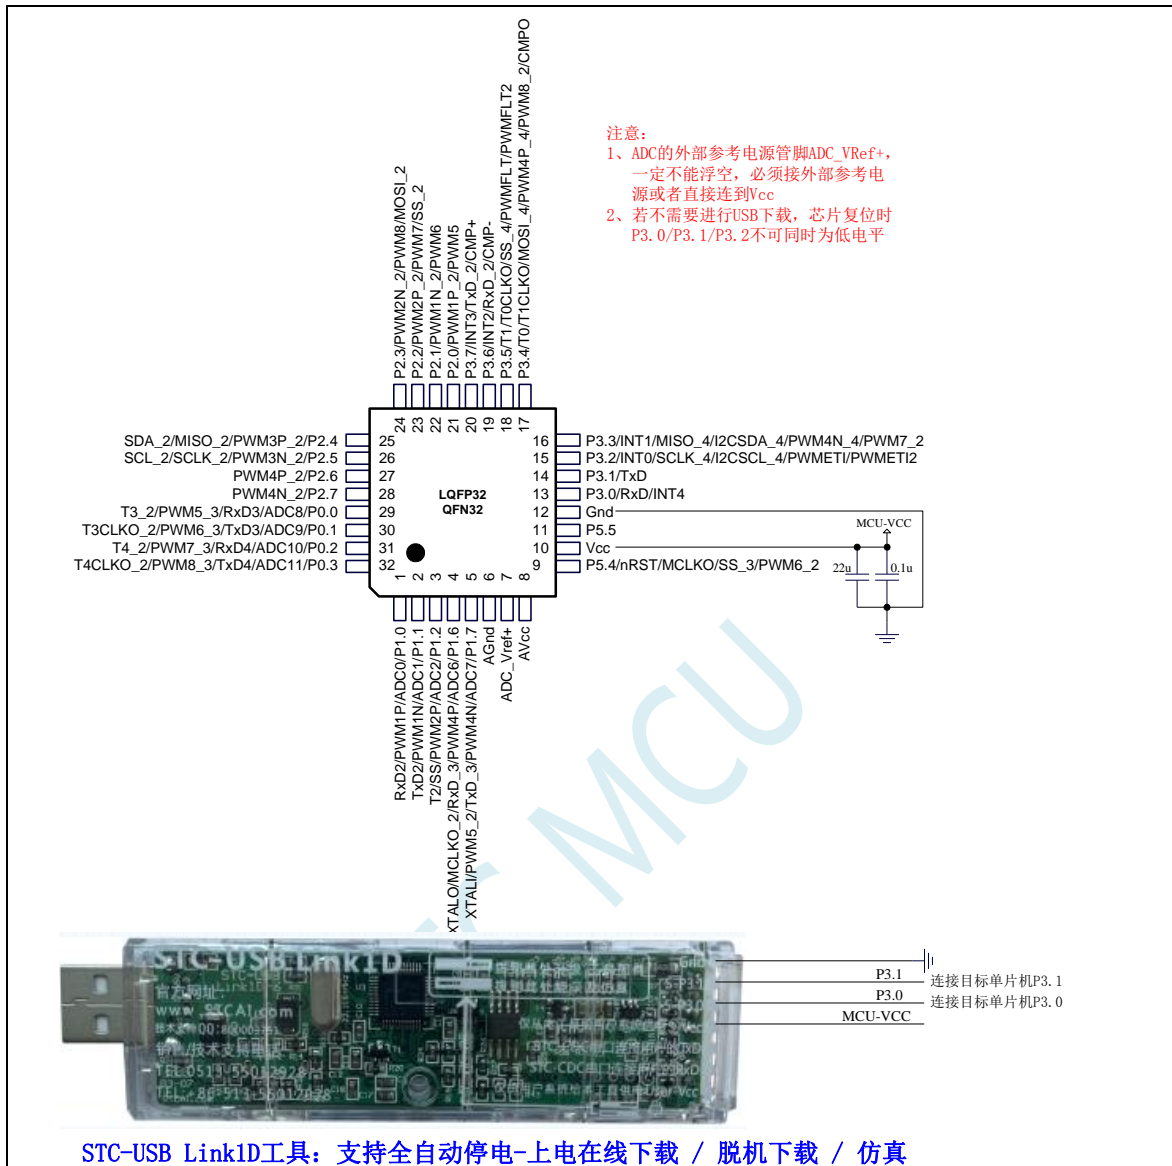 注意:
1、ADC的外部参考电源管脚ADC_VRef+,
一定不能浮空，必须接外部参考电
源或者直接连到Vcc
2、若不需要进行USB下载，芯片复位时
P3.0/P3.1/P3.2不可同时为低电平
P2.3/PWM2N_2/PWM8/MOSI_2
P2.2/PWM2P_2/PWM7/SS_2
P2.1/PWM1N_2/PWM6
P2.0/PWM1P_2/PWM5
P3.7/INT3/TxD_2/CMP+
P3.6/INT2/RxD_2/CMP-
P3.5/T1/T0CLKO/SS_4/PWMFLT/PWMFLT2
P3.4/T0/T1CLKO/MOSI_4/PWM4P_4/PWM8_2/CMPO
24 23 22 21 20 19 18 17
SDA_2/MISO_2/PWM3P_2/P2.4 25
SCL_2/SCLK_2/PWM3N_2/P2.5 26
PWM4P_2/P2.6 27
PWM4N_2/P2.7 28
T3_2/PWM5_3/RxD3/ADC8/P0.0 29
T3CLKO_2/PWM6_3/TxD3/ADC9/P0.1 30
T4_2/PWM7_3/RxD4/ADC10/P0.2 31
T4CLKO_2/PWM8_3/TxD4/ADC11/P0.3 32
LQFP32
QFN32
16 P3.3/INT1/MISO_4/I2CSDA_4/PWM4N_4/PWM7_2
15 P3.2/INT0/SCLK_4/I2CSCL_4/PWMETI/PWMETI2
14 P3.1/TxD
13 P3.0/RxD/INT4
12 Gnd
11 P5.5
10 Vcc
9 P5.4/nRST/MCLKO/SS_3/PWM6_2
MCU-VCC
22u
0.1u
1 2 3 4 5 6 7 8
RxD2/PWM1P/ADC0/P1.0
TxD2/PWM1N/ADC1/P1.1
T2/SS/PWM2P/ADC2/P1.2
XTALO/MCLKO_2/RxD_3/PWM4P/ADC6/P1.6
XTALI/PWM5_2/TxD_3/PWM4N/ADC7/P1.7
AGnd
ADC_Vref+
AVcc
MCU
STC-USB Link1D
官方网址:
www.STCAI.com
P3.1 连接目标单片机P3.1
P3.0 连接目标单片机P3.0
MCU-VCC
STC-USB Link1D工具: 支持全自动停电-上电在线下载 / 脱机下载 / 仿真